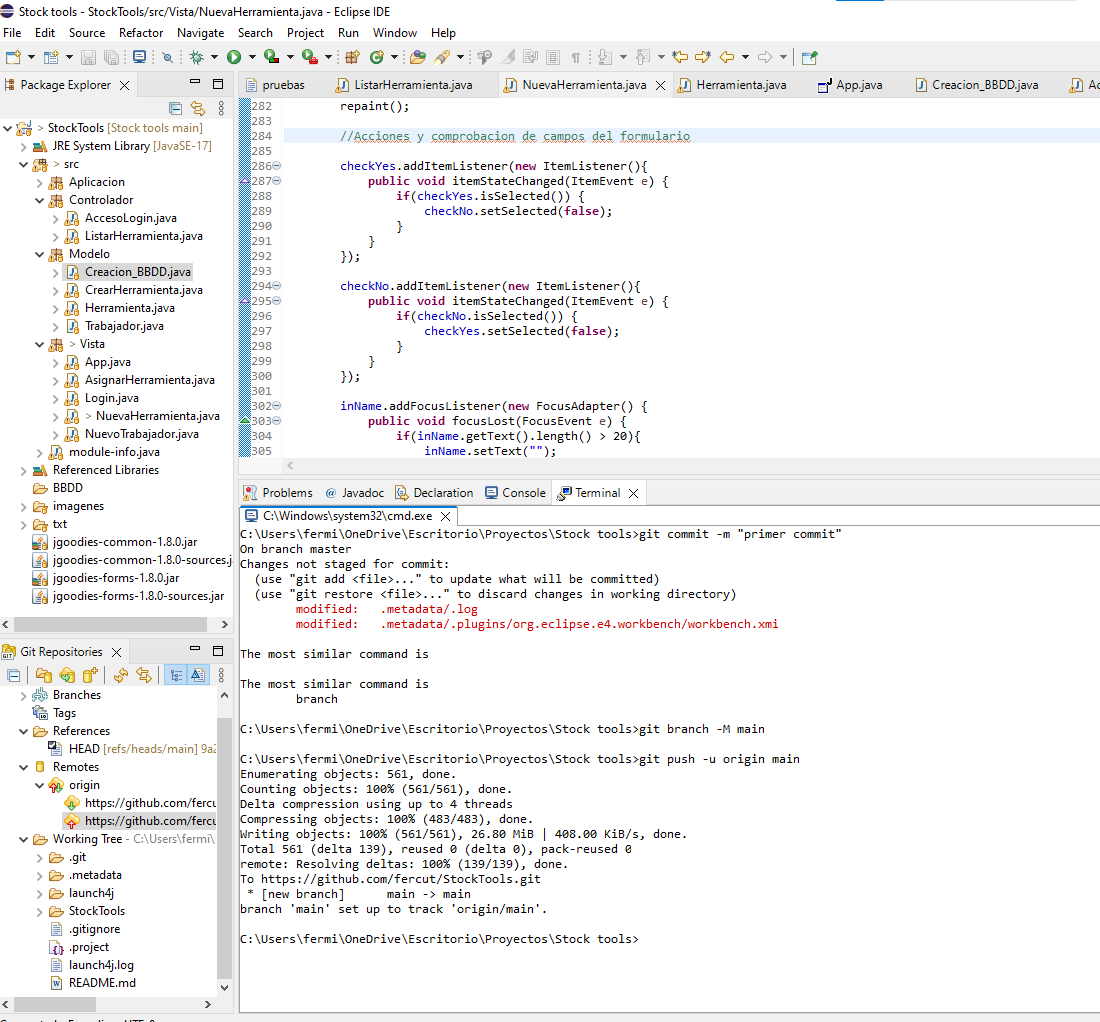 Stock tools - StockTools/src/Vista/NuevaHerramienta.java - Eclipse IDE
File Edit Source Refactor Navigate Search Project Run Window Help
Package Explorer
StockTools [Stock tools main]
JRE System Library [JavaSE-17]
> src
Aplicacion
Controlador
AccesoLogin.java
ListarHerramienta.java
Modelo
Creacion_BBDD.java
CrearHerramienta.java
Herramienta.java
Trabajador.java
> Vista
App.java
AsignarHerramienta.java
Login.java
> NuevaHerramienta.java
NuevoTrabajador.java
module-info.java
Referenced Libraries
BBDD
imagenes
txt
jgoodies-common-1.8.0.jar
jgoodies-common-1.8.0-sources.j
jgoodies-forms-1.8.0.jar
jgoodies-forms-1.8.0-sources.jar
Git Repositories
Branches
Tags
References
HEAD [refs/heads/main] 9a2
Remotes
origin
https://github.com/fercu
https://github.com/fercu
Working Tree - C:\Users\fermi\
.git
.metadata
launch4j
StockTools
.gitignore
.project
launch4j.log
README.md
pruebas ListarHerramienta.java NuevaHerramienta.java Herramienta.java App.java Creacion_BBDD.java Ac
282 repaint();
283
284 //Acciones y comprobacion de campos del formulario
285
286 checkYes.addItemListener(new ItemListener(){
287 public void itemStateChanged(ItemEvent e) {
288 if(checkYes.isSelected()) {
289 checkNo.setSelected(false);
290 }
291 }
292 });
293
294 checkNo.addItemListener(new ItemListener(){
295 public void itemStateChanged(ItemEvent e) {
296 if(checkNo.isSelected()) {
297 checkYes.setSelected(false);
298 }
299 }
300 });
301
302 inName.addFocusListener(new FocusAdapter() {
303 public void focusLost(FocusEvent e) {
304 if(inName.getText().length() > 20){
305 inName.setText("");
Problems @ Javadoc Declaration Console Terminal
C:\Windows\system32\cmd.exe
C:\Users\fermi\OneDrive\Escritorio\Proyectos\Stock tools>git commit -m "primer commit"
On branch master
Changes not staged for commit:
(use "git add <file>..." to update what will be committed)
(use "git restore <file>..." to discard changes in working directory)
modified: .metadata/.log
modified: .metadata/.plugins/org.eclipse.e4.workbench/workbench.xmi
The most similar command is
The most similar command is
branch
C:\Users\fermi\OneDrive\Escritorio\Proyectos\Stock tools>git branch -M main
C:\Users\fermi\OneDrive\Escritorio\Proyectos\Stock tools>git push -u origin main
Enumerating objects: 561, done.
Counting objects: 100% (561/561), done.
Delta compression using up to 4 threads
Compressing objects: 100% (483/483), done.
Writing objects: 100% (561/561), 26.80 MiB | 408.00 KiB/s, done.
Total 561 (delta 139), reused 0 (delta 0), pack-reused 0
remote: Resolving deltas: 100% (139/139), done.
To https://github.com/fercut/StockTools.git
* [new branch] main -> main
branch 'main' set up to track 'origin/main'.
C:\Users\fermi\OneDrive\Escritorio\Proyectos\Stock tools>